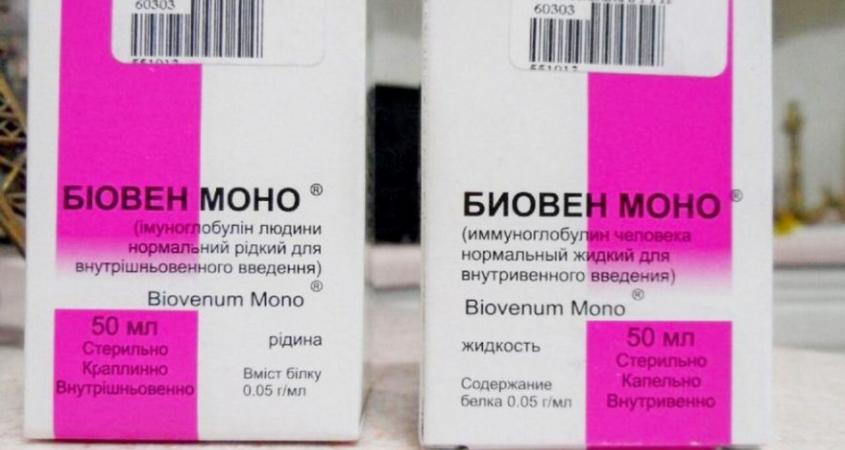 60303
551012
БІОВЕН МОНО ®
(імуноглобулін людини
нормальний рідкий для
внутрішньовенного введення)
Biovenum Mono ®
50 мл
Стерильно
Краплинно
Внутрішньовенно
рідина
Вміст білку
0.05 г/мл
60303
551012
БИОВЕН МОНО ®
(иммуноглобулин человека
нормальный жидкий для
внутривенного введения)
Biovenum Mono ®
жидкость
Содержание
белка 0.05 г/мл
50 мл
Стерильно
Капельно
Внутривенно